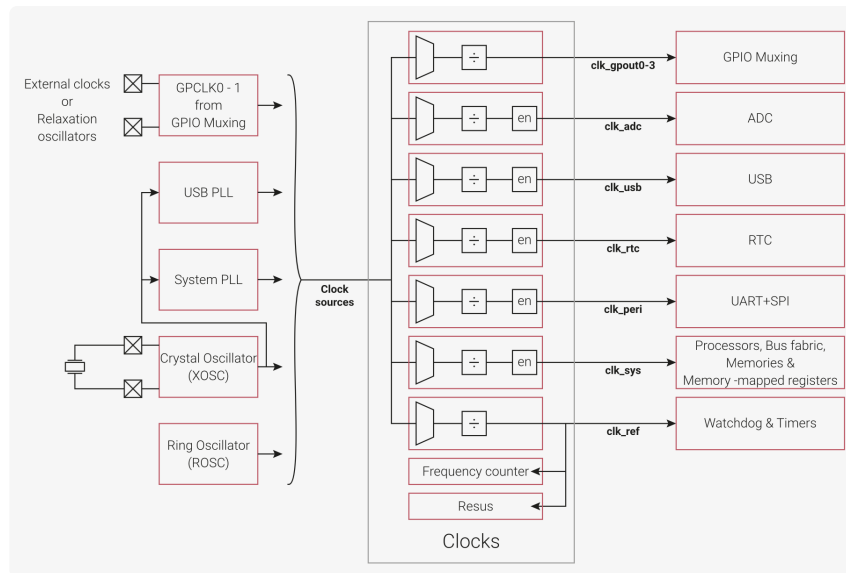 External clocks
or
Relaxation
oscillators
GPCLK0 - 1
from
GPIO Muxing
USB PLL
System PLL
Crystal Oscillator
(XOSC)
Ring Oscillator
(ROSC)
Clock
sources
÷
clk_gpout0-3
GPIO Muxing
÷
en
clk_adc
ADC
÷
en
clk_usb
USB
÷
en
clk_rtc
RTC
÷
en
clk_peri
UART+SPI
÷
en
clk_sys
Processors, Bus fabric,
Memories &
Memory -mapped registers
÷
clk_ref
Watchdog & Timers
Frequency counter
Resus
Clocks